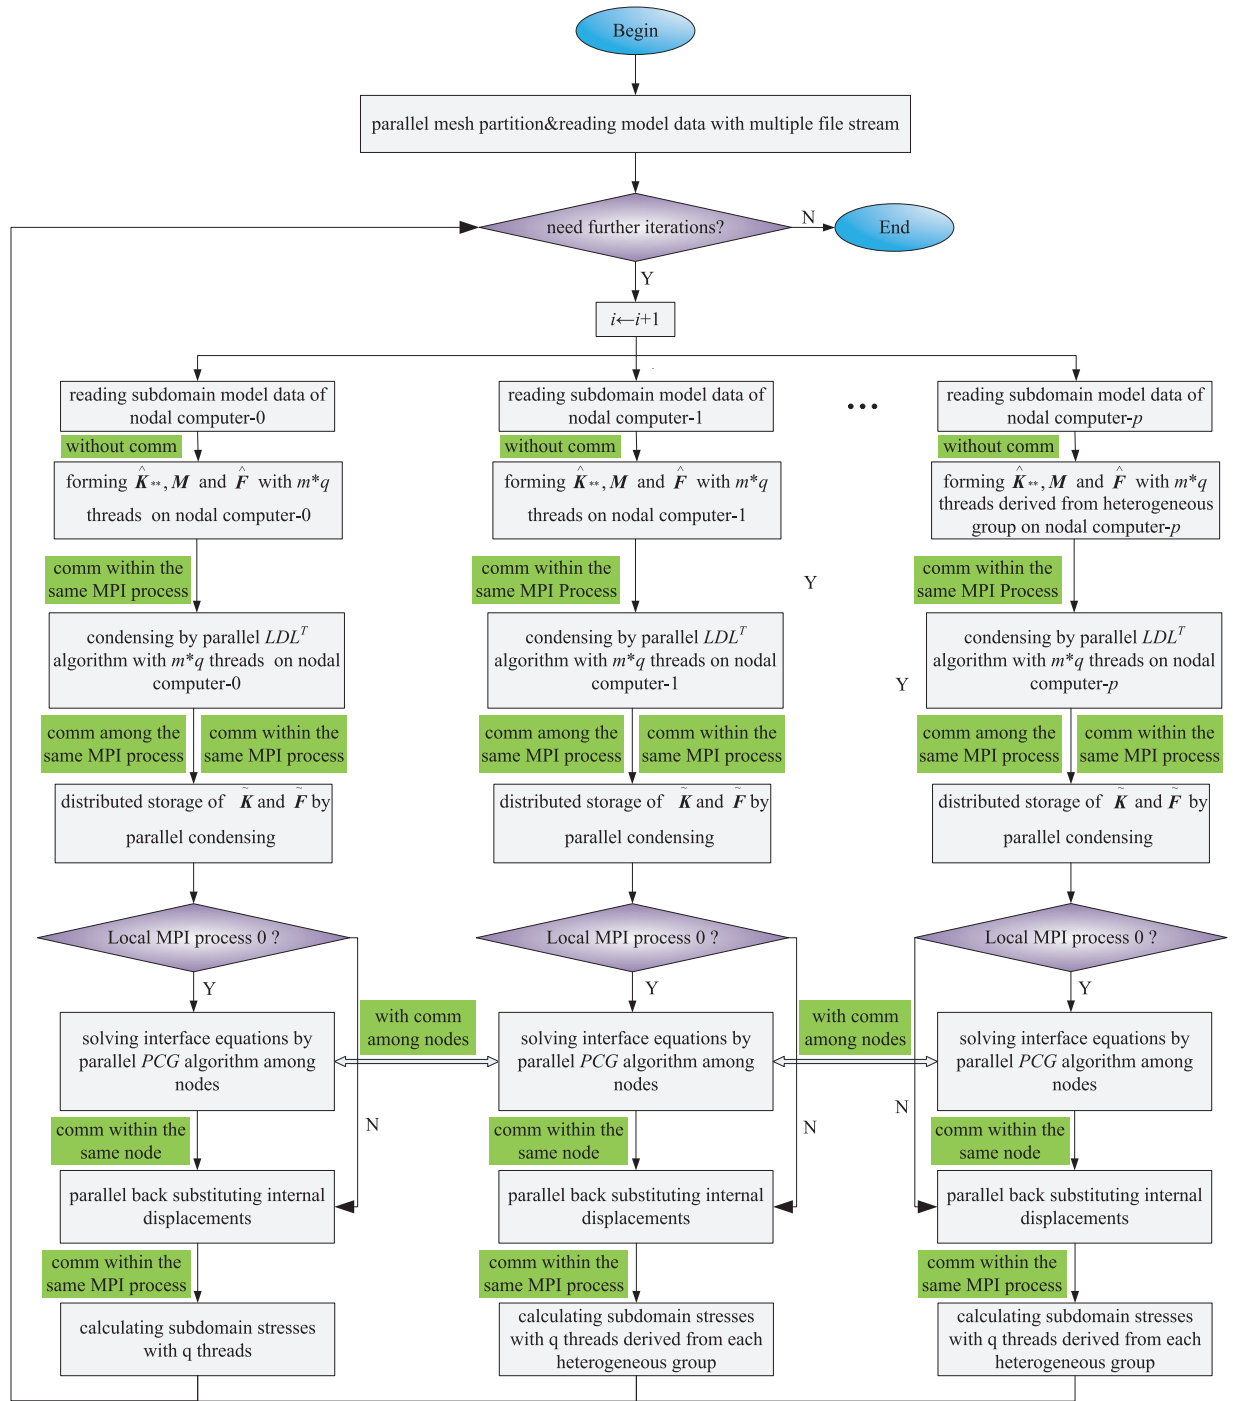 Begin
parallel mesh partition&reading model data with multiple file stream
need further iterations?
N
End
Y
i←i+1
reading subdomain model data of
nodal computer-0
reading subdomain model data of
nodal computer-1
...
reading subdomain model data of
nodal computer-p
without comm
without comm
without comm
forming K̂**, M and F̂ with m*q
threads on nodal computer-0
forming K̂**, M and F̂ with m*q
threads on nodal computer-1
forming K̂**, M and F̂ with m*q
threads derived from heterogeneous
group on nodal computer-p
comm within the
same MPI process
comm within the
same MPI Process
Y
comm within the
same MPI Process
condensing by parallel LDL^T
algorithm with m*q threads on nodal
computer-0
condensing by parallel LDL^T
algorithm with m*q threads on nodal
computer-1
Y
condensing by parallel LDL^T
algorithm with m*q threads on nodal
computer-p
comm among the
same MPI process
comm within the
same MPI process
comm among the
same MPI process
comm within the
same MPI process
comm among the
same MPI process
comm within the
same MPI process
distributed storage of K̃ and F̃ by
parallel condensing
distributed storage of K̃ and F̃ by
parallel condensing
distributed storage of K̃ and F̃ by
parallel condensing
Local MPI process 0 ?
Local MPI process 0 ?
Local MPI process 0 ?
Y
Y
Y
with comm
among nodes
with comm
among nodes
solving interface equations by
parallel PCG algorithm among
nodes
solving interface equations by
parallel PCG algorithm among
nodes
solving interface equations by
parallel PCG algorithm among
nodes
N
N
N
comm within the
same node
comm within the
same node
comm within the
same node
parallel back substituting internal
displacements
parallel back substituting internal
displacements
parallel back substituting internal
displacements
comm within the
same MPI process
comm within the
same MPI process
comm within the
same MPI process
calculating subdomain stresses
with q threads
calculating subdomain stresses
with q threads derived from each
heterogeneous group
calculating subdomain stresses
with q threads derived from each
heterogeneous group